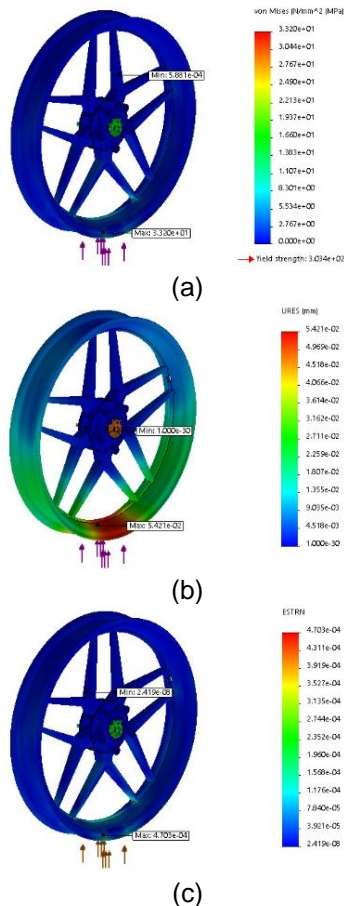 von Mises (N/mm^2 (MPa))
3.320e+01
3.044e+01
2.767e+01
2.490e+01
2.213e+01
1.937e+01
1.660e+01
1.383e+01
1.107e+01
8.301e+00
5.534e+00
2.767e+00
0.000e+00
Yield strength: 3.034e+02
Min: 5.881e-04
Max: 3.320e+01
(a)
URES (mm)
5.421e-02
4.969e-02
4.518e-02
4.066e-02
3.614e-02
3.162e-02
2.711e-02
2.259e-02
1.807e-02
1.355e-02
9.035e-03
4.518e-03
1.000e-30
Min: 1.000e-30
Max: 5.421e-02
(b)
ESTRN
4.703e-04
4.311e-04
3.919e-04
3.527e-04
3.135e-04
2.744e-04
2.352e-04
1.960e-04
1.568e-04
1.176e-04
7.840e-05
3.921e-05
2.419e-08
Min: 2.419e-08
Max: 4.703e-04
(c)